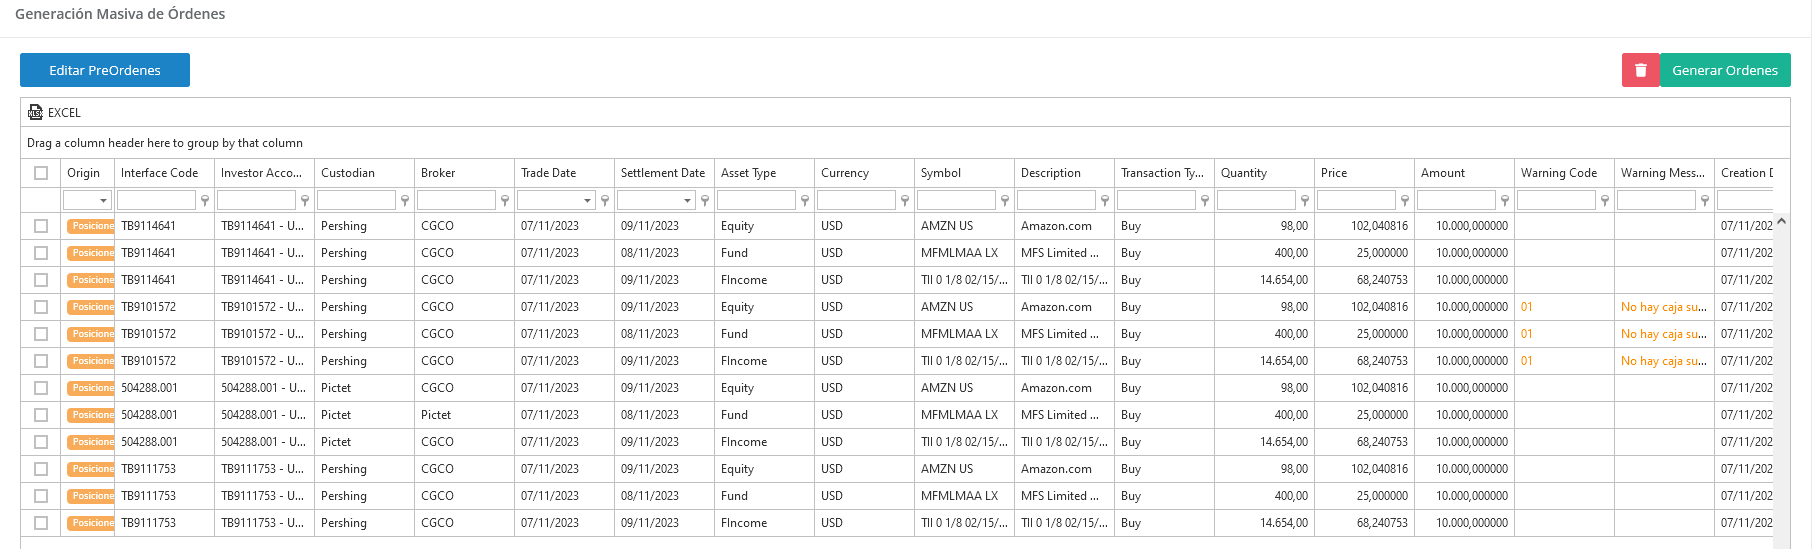 Generación Masiva de Órdenes
Editar PreOrdenes
Generar Ordenes
EXCEL
Drag a column header here to group by that column
Origin Interface Code Investor Acco... Custodian Broker Trade Date Settlement Date Asset Type Currency Symbol Description Transaction Ty... Quantity Price Amount Warning Code Warning Mess... Creation D
Posicione TB9114641 TB9114641 - U... Pershing CGCO 07/11/2023 09/11/2023 Equity USD AMZN US Amazon.com Buy 98,00 102,040816 10.000,000000 07/11/202
Posicione TB9114641 TB9114641 - U... Pershing CGCO 07/11/2023 08/11/2023 Fund USD MFMLMAA LX MFS Limited ... Buy 400,00 25,000000 10.000,000000 07/11/202
Posicione TB9114641 TB9114641 - U... Pershing CGCO 07/11/2023 09/11/2023 FIncome USD TII 0 1/8 02/15/... TII 0 1/8 02/15/... Buy 14.654,00 68,240753 10.000,000000 07/11/202
Posicione TB9101572 TB9101572 - U... Pershing CGCO 07/11/2023 09/11/2023 Equity USD AMZN US Amazon.com Buy 98,00 102,040816 10.000,000000 01 No hay caja su... 07/11/202
Posicione TB9101572 TB9101572 - U... Pershing CGCO 07/11/2023 08/11/2023 Fund USD MFMLMAA LX MFS Limited ... Buy 400,00 25,000000 10.000,000000 01 No hay caja su... 07/11/202
Posicione TB9101572 TB9101572 - U... Pershing CGCO 07/11/2023 09/11/2023 FIncome USD TII 0 1/8 02/15/... TII 0 1/8 02/15/... Buy 14.654,00 68,240753 10.000,000000 01 No hay caja su... 07/11/202
Posicione 504288.001 504288.001 - U... Pictet CGCO 07/11/2023 09/11/2023 Equity USD AMZN US Amazon.com Buy 98,00 102,040816 10.000,000000 07/11/202
Posicione 504288.001 504288.001 - U... Pictet Pictet 07/11/2023 08/11/2023 Fund USD MFMLMAA LX MFS Limited ... Buy 400,00 25,000000 10.000,000000 07/11/202
Posicione 504288.001 504288.001 - U... Pictet CGCO 07/11/2023 09/11/2023 FIncome USD TII 0 1/8 02/15/... TII 0 1/8 02/15/... Buy 14.654,00 68,240753 10.000,000000 07/11/202
Posicione TB9111753 TB9111753 - U... Pershing CGCO 07/11/2023 09/11/2023 Equity USD AMZN US Amazon.com Buy 98,00 102,040816 10.000,000000 07/11/202
Posicione TB9111753 TB9111753 - U... Pershing CGCO 07/11/2023 08/11/2023 Fund USD MFMLMAA LX MFS Limited ... Buy 400,00 25,000000 10.000,000000 07/11/202
Posicione TB9111753 TB9111753 - U... Pershing CGCO 07/11/2023 09/11/2023 FIncome USD TII 0 1/8 02/15/... TII 0 1/8 02/15/... Buy 14.654,00 68,240753 10.000,000000 07/11/202